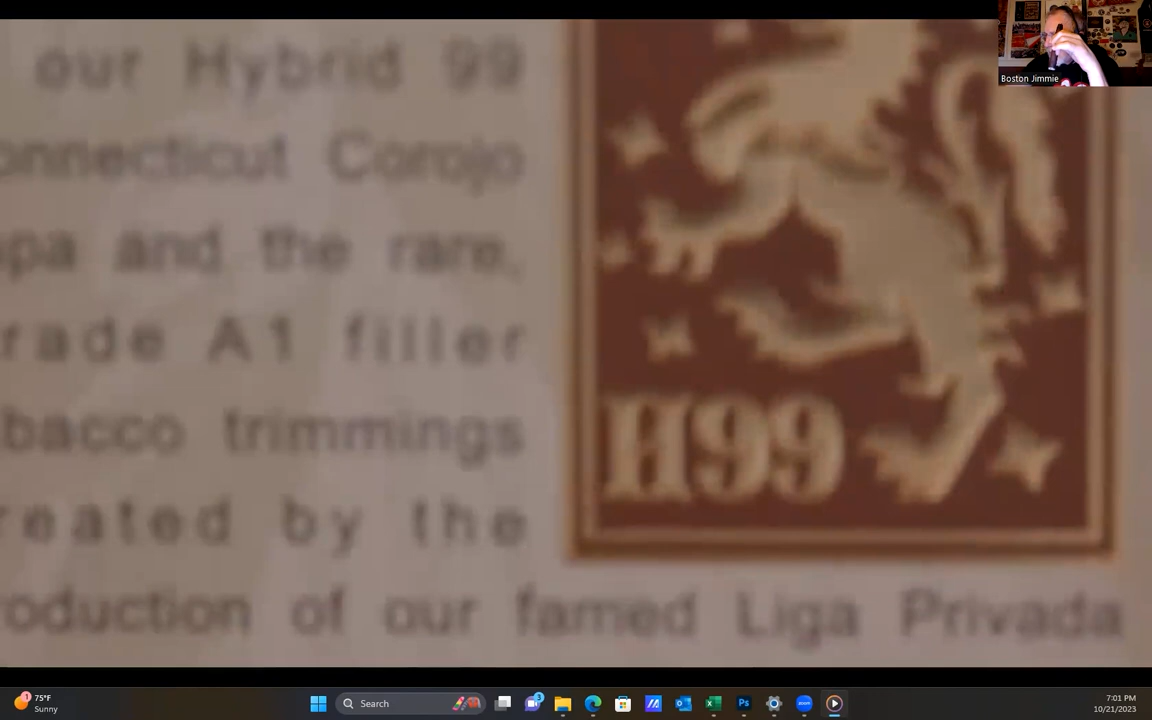 our Hybrid 99
onnecticut Corojo
pa and the rare,
rade A1 filler
bacco trimmings
reated by the
roduction of our famed Liga Privada
H99
Boston Jimmie
75°F
Sunny
Search
7:01 PM
10/21/2023